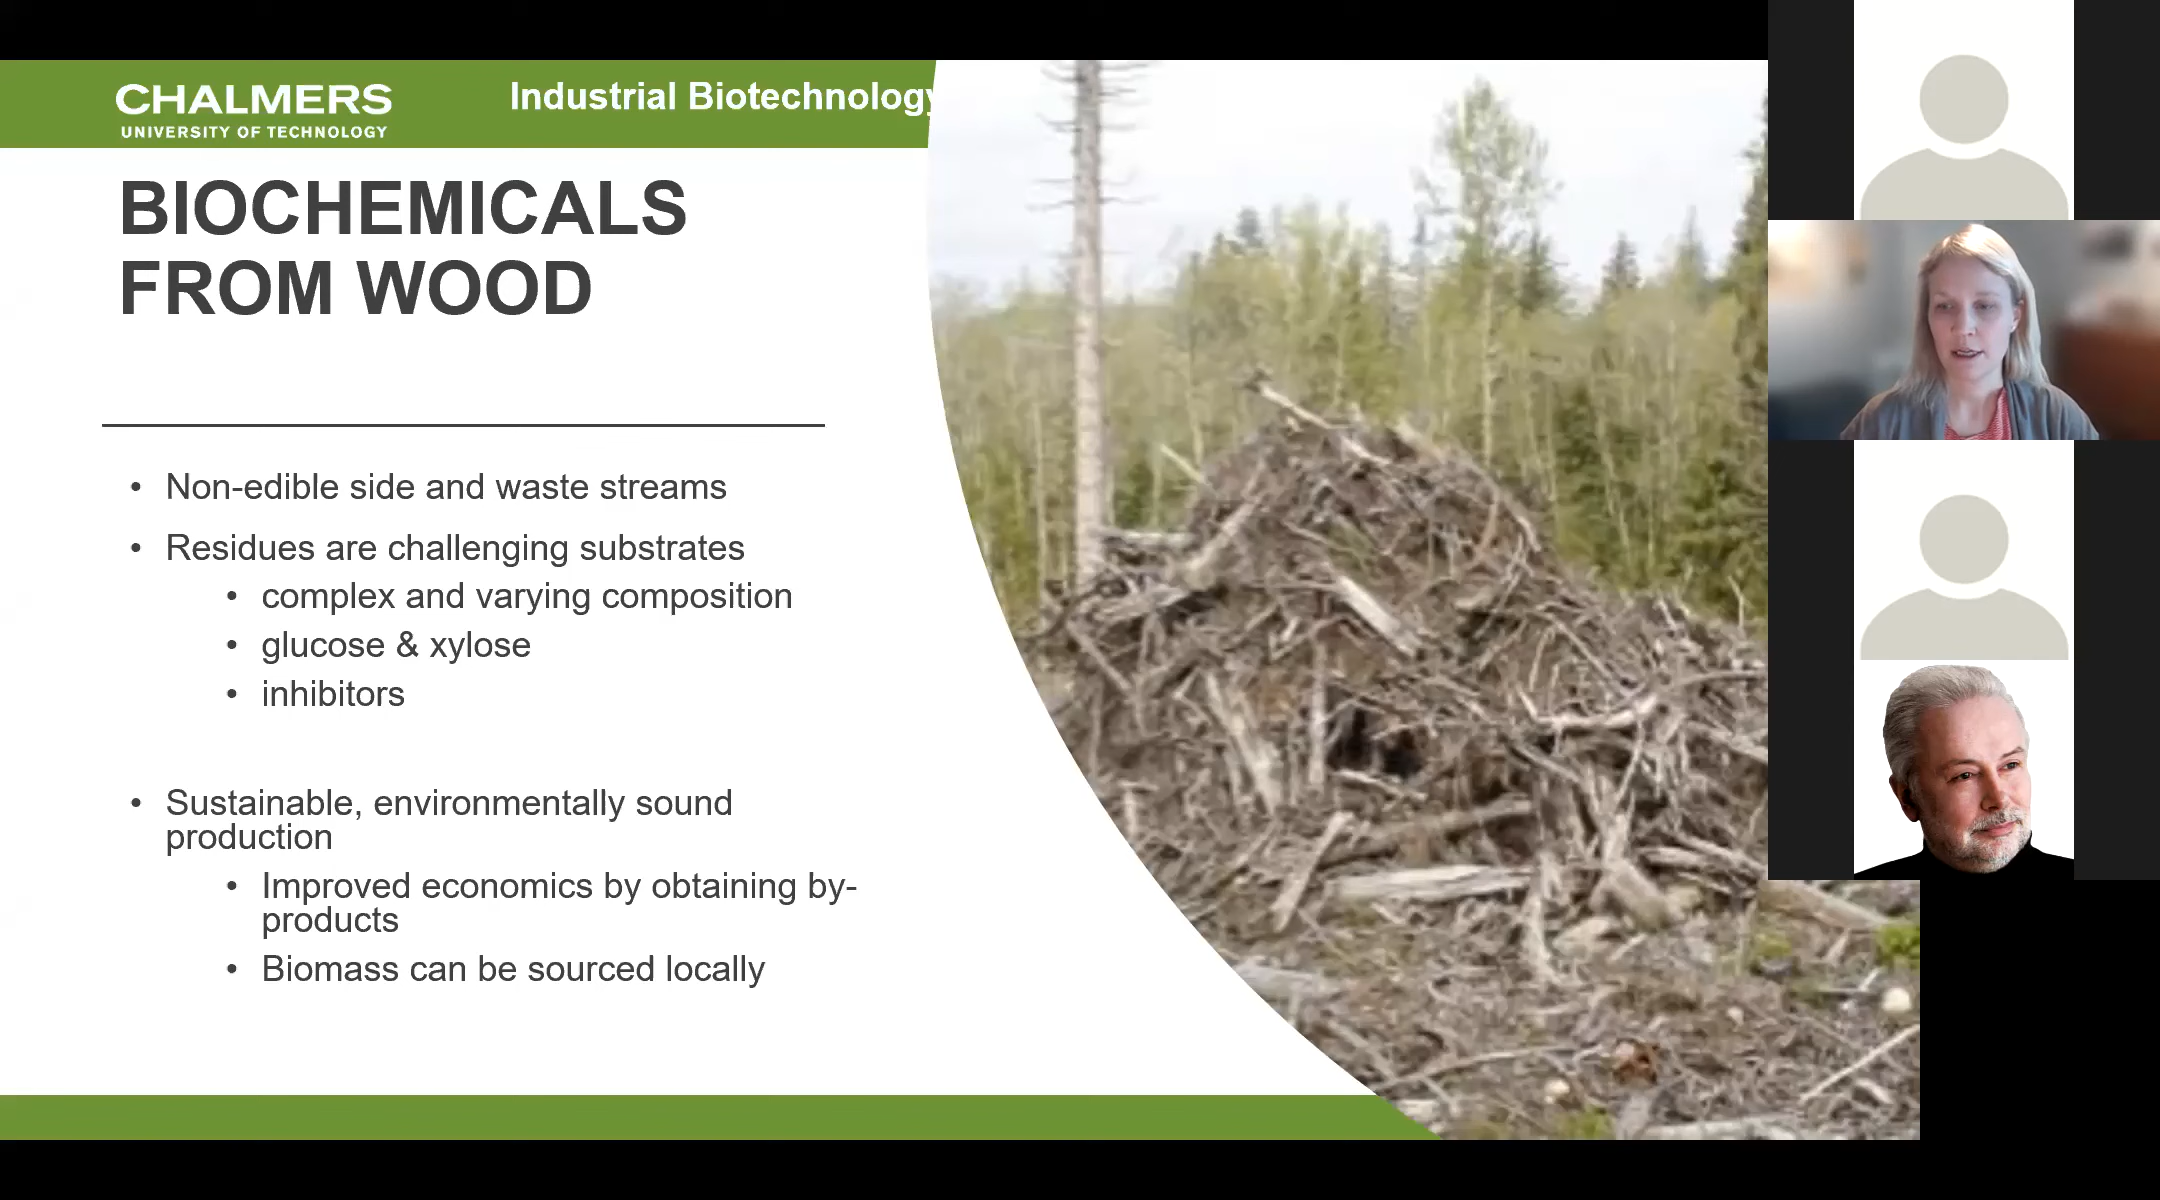 CHALMERS
UNIVERSITY OF TECHNOLOGY
Industrial Biotechnology
BIOCHEMICALS
FROM WOOD
• Non-edible side and waste streams
• Residues are challenging substrates
• complex and varying composition
• glucose & xylose
• inhibitors
• Sustainable, environmentally sound
production
• Improved economics by obtaining by-
products
• Biomass can be sourced locally